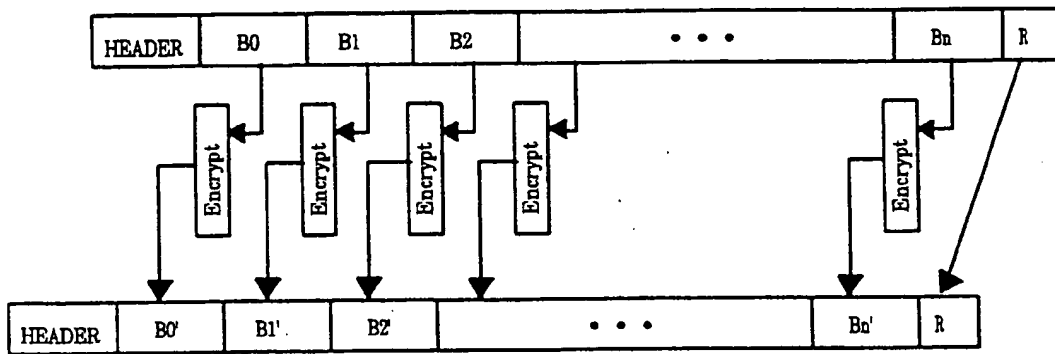 HEADER B0 B1 B2 • • • Bn R
Encrypt Encrypt Encrypt Encrypt Encrypt
HEADER B0' B1' B2' • • • Bn' R